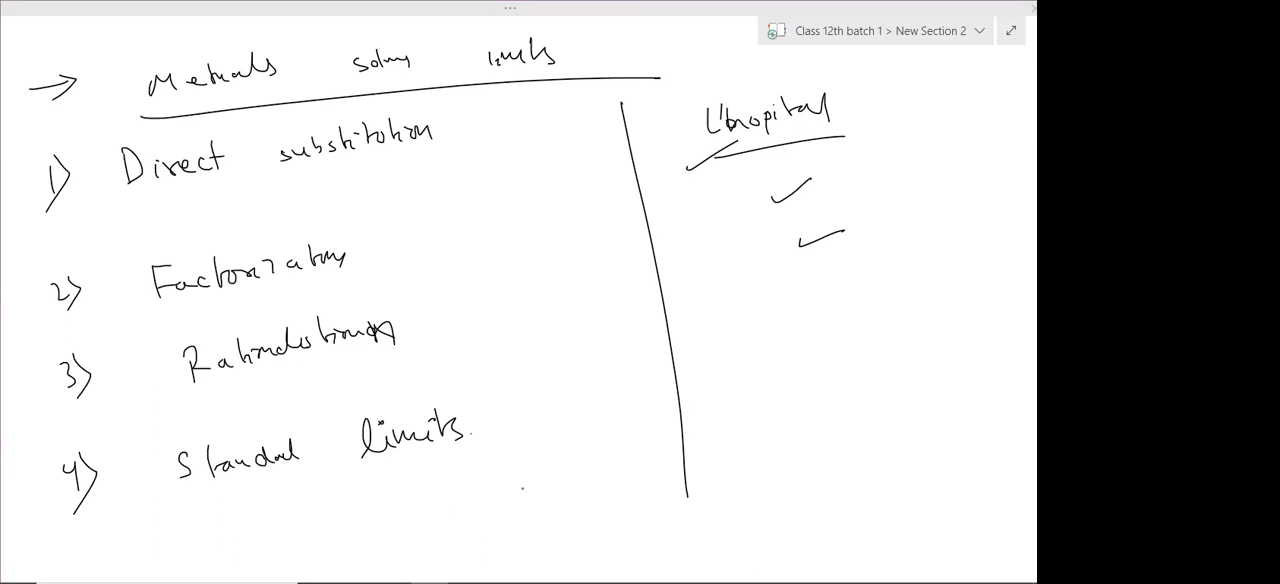 Class 12th batch 1 > New Section 2
→ Methods solving limits
1) Direct substitution
2) Factorization
3) Rationalisation
4) Standard limits.
L'hopital